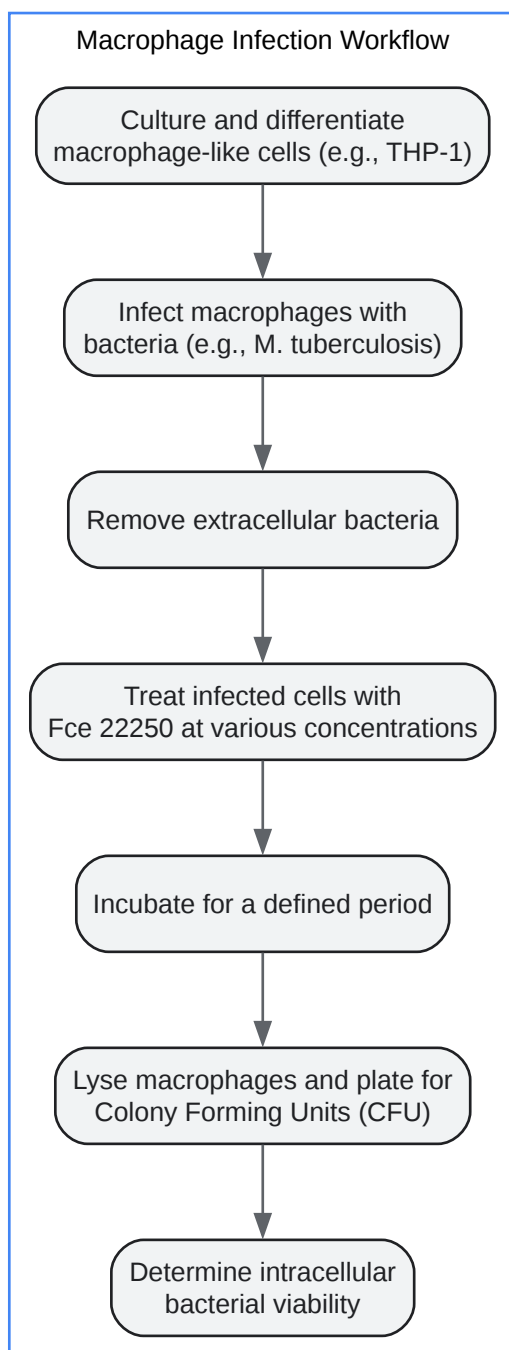 Macrophage Infection Workflow
Culture and differentiate
macrophage-like cells (e.g., THP-1)
Infect macrophages with
bacteria (e.g., M. tuberculosis)
Remove extracellular bacteria
Treat infected cells with
Fce 22250 at various concentrations
Incubate for a defined period
Lyse macrophages and plate for
Colony Forming Units (CFU)
Determine intracellular
bacterial viability